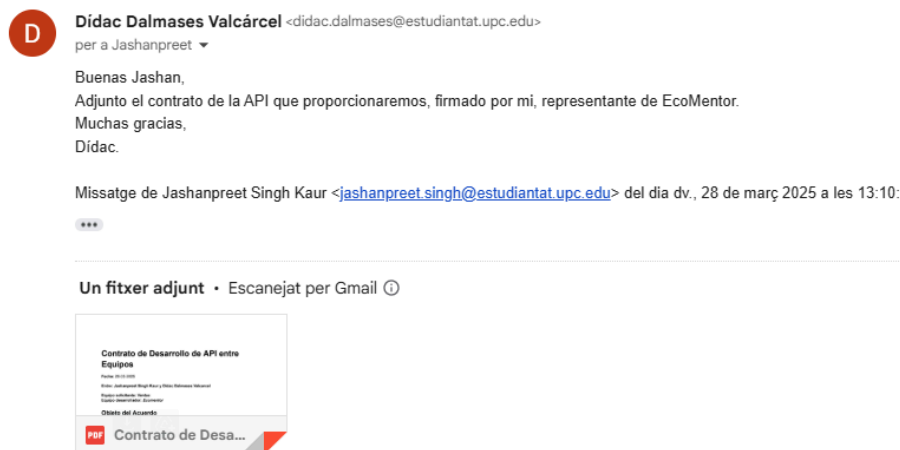 D
Dídac Dalmases Valcárcel <didac.dalmases@estudiantat.upc.edu>
per a Jashanpreet
Buenas Jashan,
Adjunto el contrato de la API que proporcionaremos, firmado por mi, representante de EcoMentor.
Muchas gracias,
Dídac.
Missatge de Jashanpreet Singh Kaur <jashanpreet.singh@estudiantat.upc.edu> del dia dv., 28 de març 2025 a les 13:10:
Un fitxer adjunt • Escanejat per Gmail
Contrato de Desarrollo de API entre
Equipos
Entre: Jashanpreet Singh Kaur y Dídac Dalmases Valcárcel
Objeto del Acuerdo
PDF Contrato de Desa...